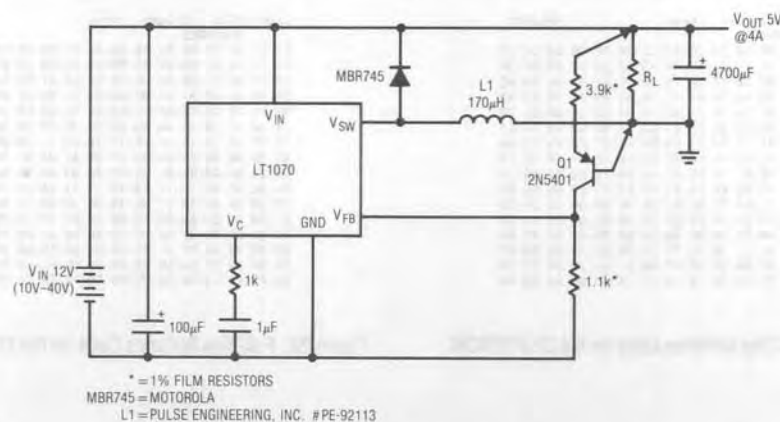 VOUT 5V
@4A
MBR745
L1
170µH
3.9k*
RL
+
4700µF
VIN
VSW
LT1070
Q1
2N5401
VC
GND
VFB
VIN 12V
(10V–40V)
1k
1.1k*
+
100µF
1µF
* = 1% FILM RESISTORS
MBR745 = MOTOROLA
L1 = PULSE ENGINEERING, INC. #PE-92113